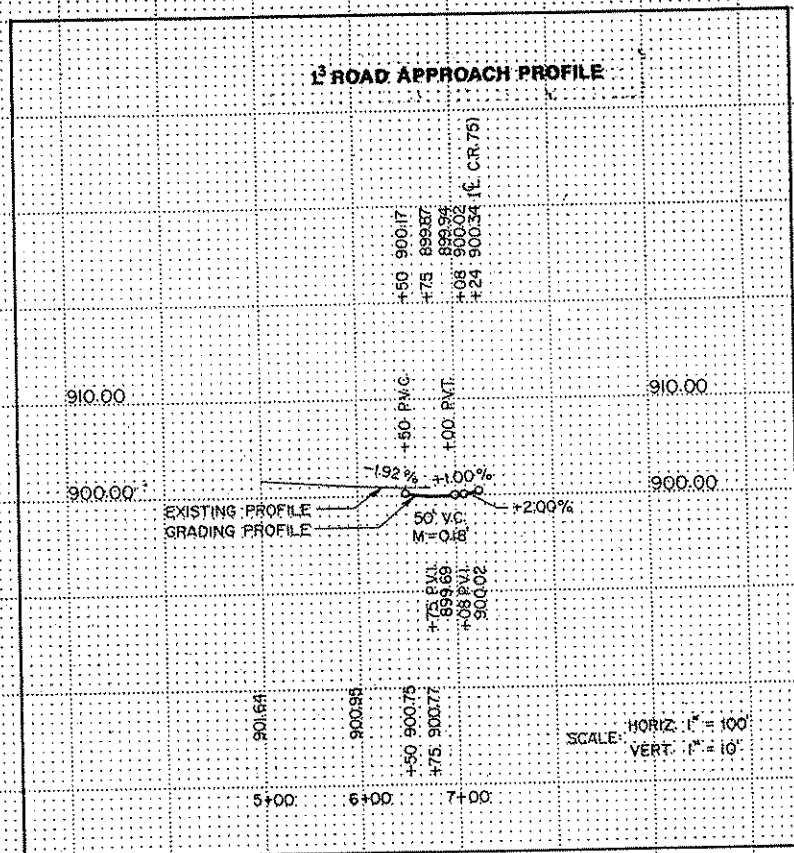 L³ ROAD APPROACH PROFILE
+50 900.17
+75 899.87
899.94
+08 900.02
+24 900.34 (℄ C.R. 75)
910.00
+50 P.V.C.
+00 P.V.T.
910.00
-1.92%
+1.00%
900.00
900.00
EXISTING PROFILE
GRADING PROFILE
+2.00%
50' V.C.
M=0.18'
+75 P.V.I.
899.69
+08 P.V.I.
900.02
901.64
900.95
+50 900.75
+75 900.77
SCALE: HORIZ. 1" = 100'
VERT. 1" = 10'
5+00
6+00
7+00